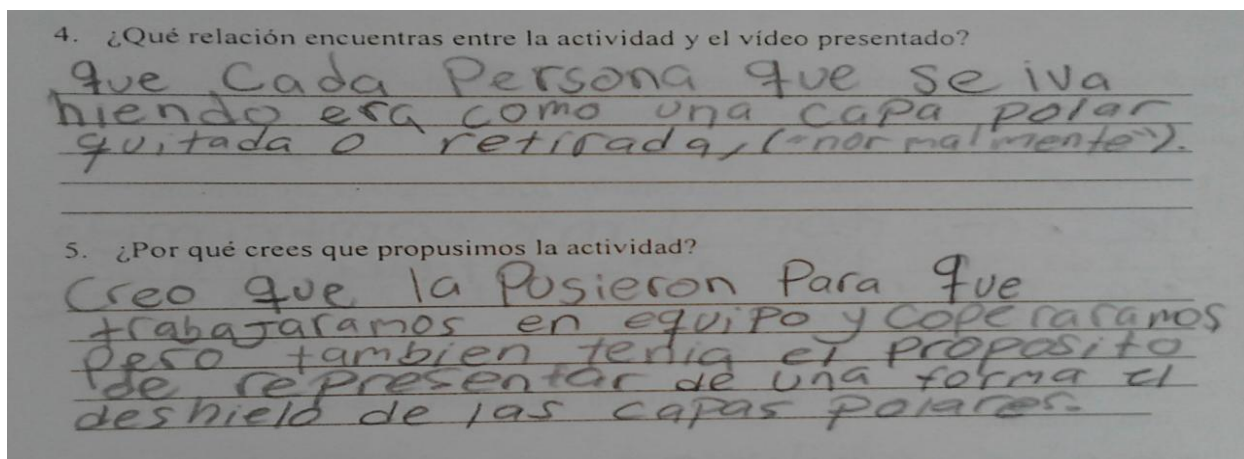 4. ¿Qué relación encuentras entre la actividad y el vídeo presentado?
que cada Persona que se iva
hiendo era como una capa polar
quitada o retirada, ("normalmente").
5. ¿Por qué crees que propusimos la actividad?
Creo que la Pusieron Para que
trabajaramos en equipo y coperaramos
pero tambien tenia el proposito
de representar de una forma el
deshielo de las capas polares.